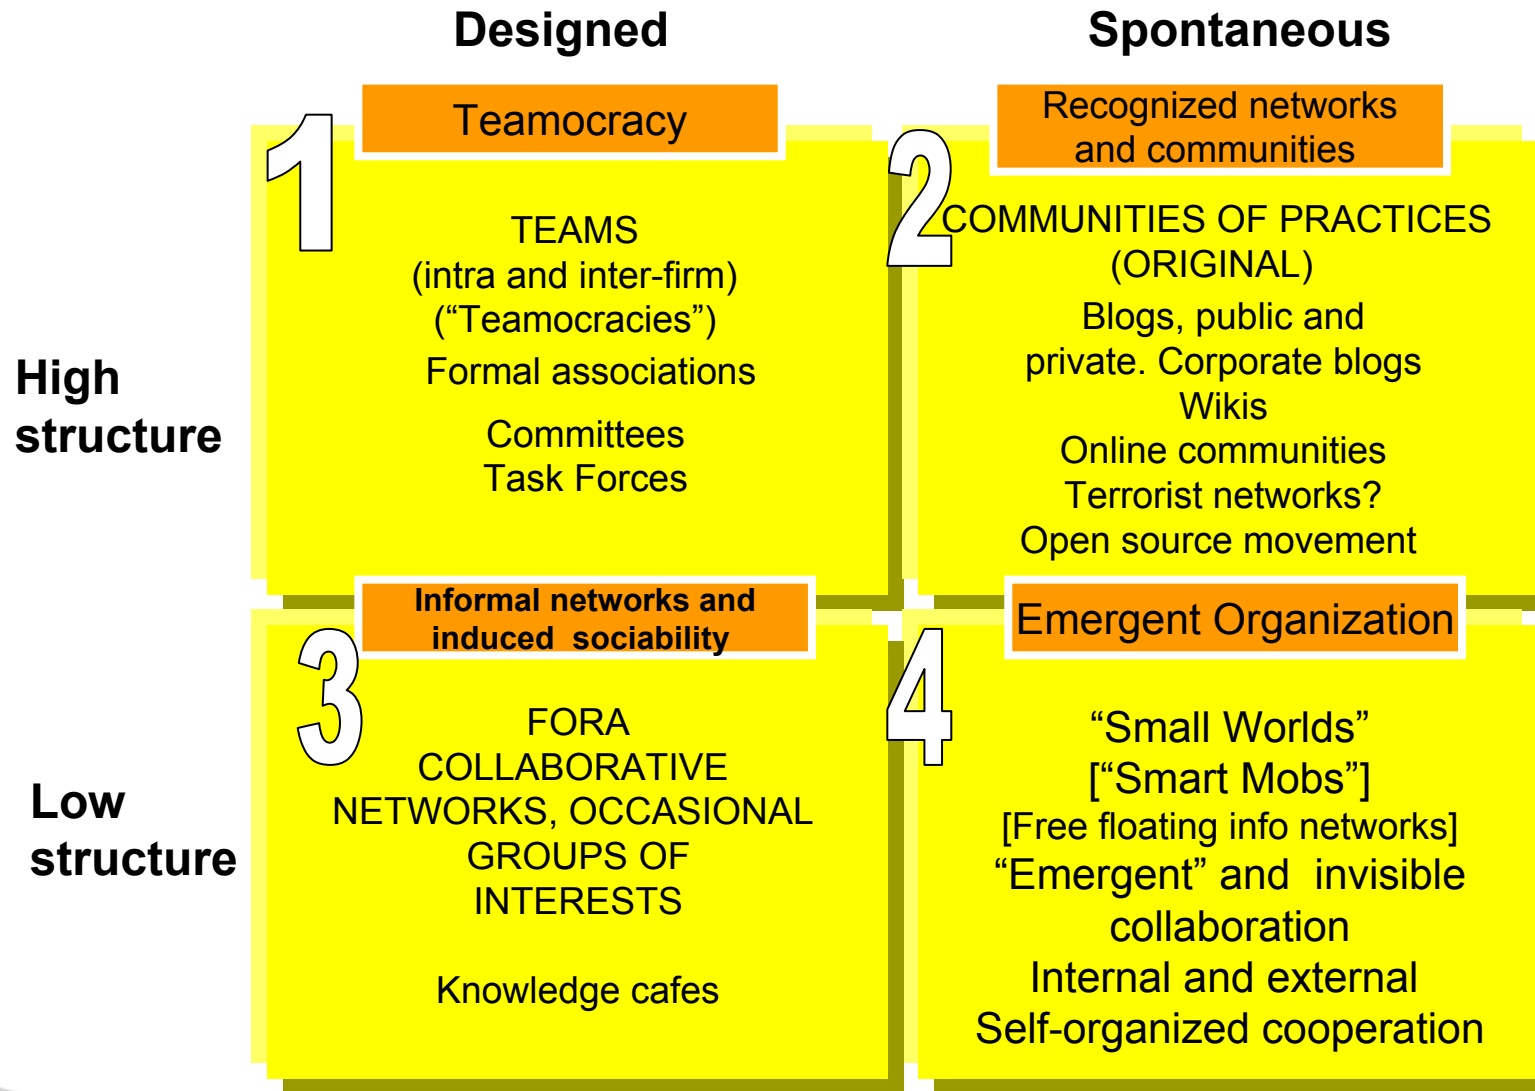 Designed
Spontaneous
High
structure
1
Teamocracy
TEAMS
(intra and inter-firm)
(“Teamocracies”)
Formal associations
Committees
Task Forces
2
Recognized networks
and communities
COMMUNITIES OF PRACTICES
(ORIGINAL)
Blogs, public and
private. Corporate blogs
Wikis
Online communities
Terrorist networks?
Open source movement
Low
structure
3
Informal networks and
induced sociability
FORA
COLLABORATIVE
NETWORKS, OCCASIONAL
GROUPS OF
INTERESTS
Knowledge cafes
4
Emergent Organization
“Small Worlds”
[“Smart Mobs”]
[Free floating info networks]
“Emergent” and invisible
collaboration
Internal and external
Self-organized cooperation